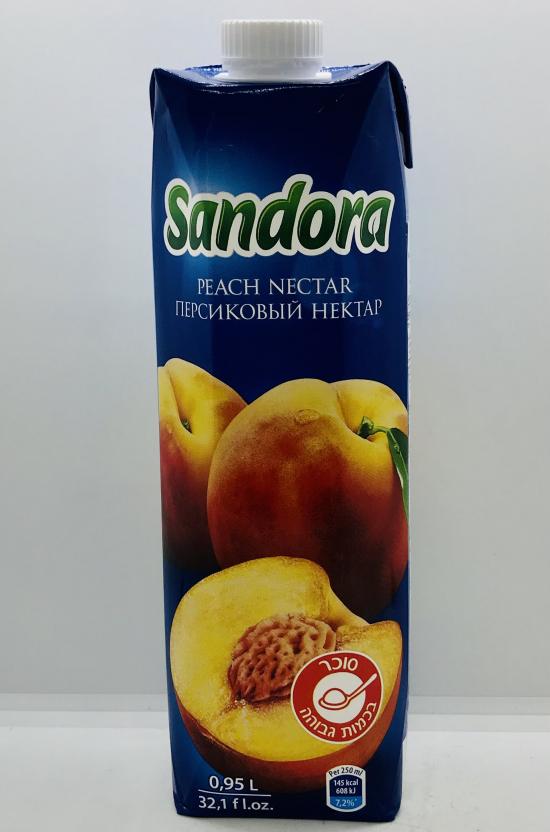 Sandora
PEACH NECTAR
ПЕРСИКОВЫЙ НЕКТАР
סוכר
בכמות גבוהה
0,95 L
32,1 fl.oz.
Per 250 ml
145 kcal
608 kJ
7,2%*